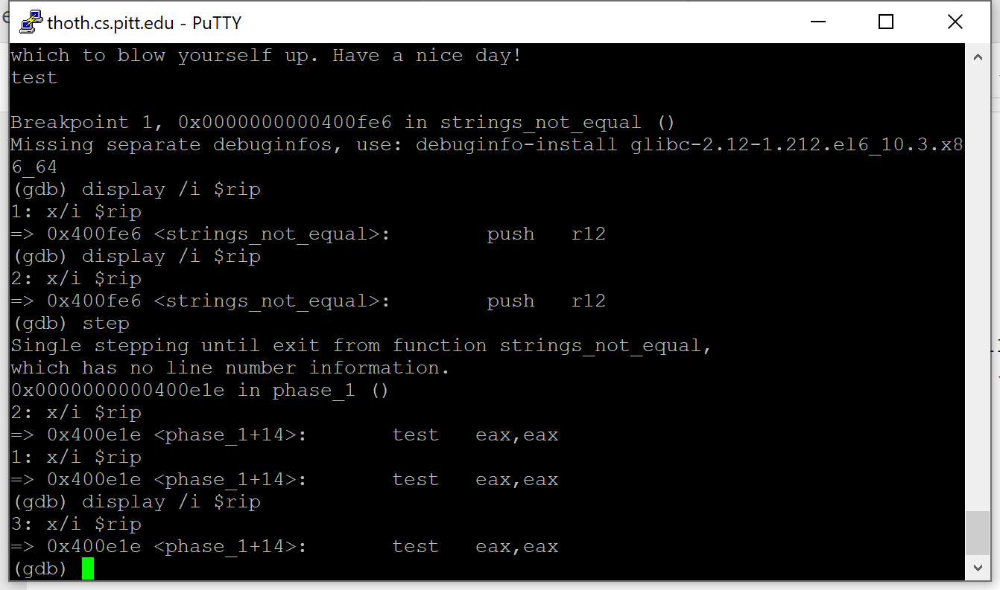 thoth.cs.pitt.edu - PuTTY
which to blow yourself up. Have a nice day!
test
Breakpoint 1, 0x0000000000400fe6 in strings_not_equal ()
Missing separate debuginfos, use: debuginfo-install glibc-2.12-1.212.el6_10.3.x8
6_64
(gdb) display /i $rip
1: x/i $rip
=> 0x400fe6 <strings_not_equal>:        push   r12
(gdb) display /i $rip
2: x/i $rip
=> 0x400fe6 <strings_not_equal>:        push   r12
(gdb) step
Single stepping until exit from function strings_not_equal,
which has no line number information.
0x0000000000400e1e in phase_1 ()
2: x/i $rip
=> 0x400e1e <phase_1+14>:       test   eax,eax
1: x/i $rip
=> 0x400e1e <phase_1+14>:       test   eax,eax
(gdb) display /i $rip
3: x/i $rip
=> 0x400e1e <phase_1+14>:       test   eax,eax
(gdb)